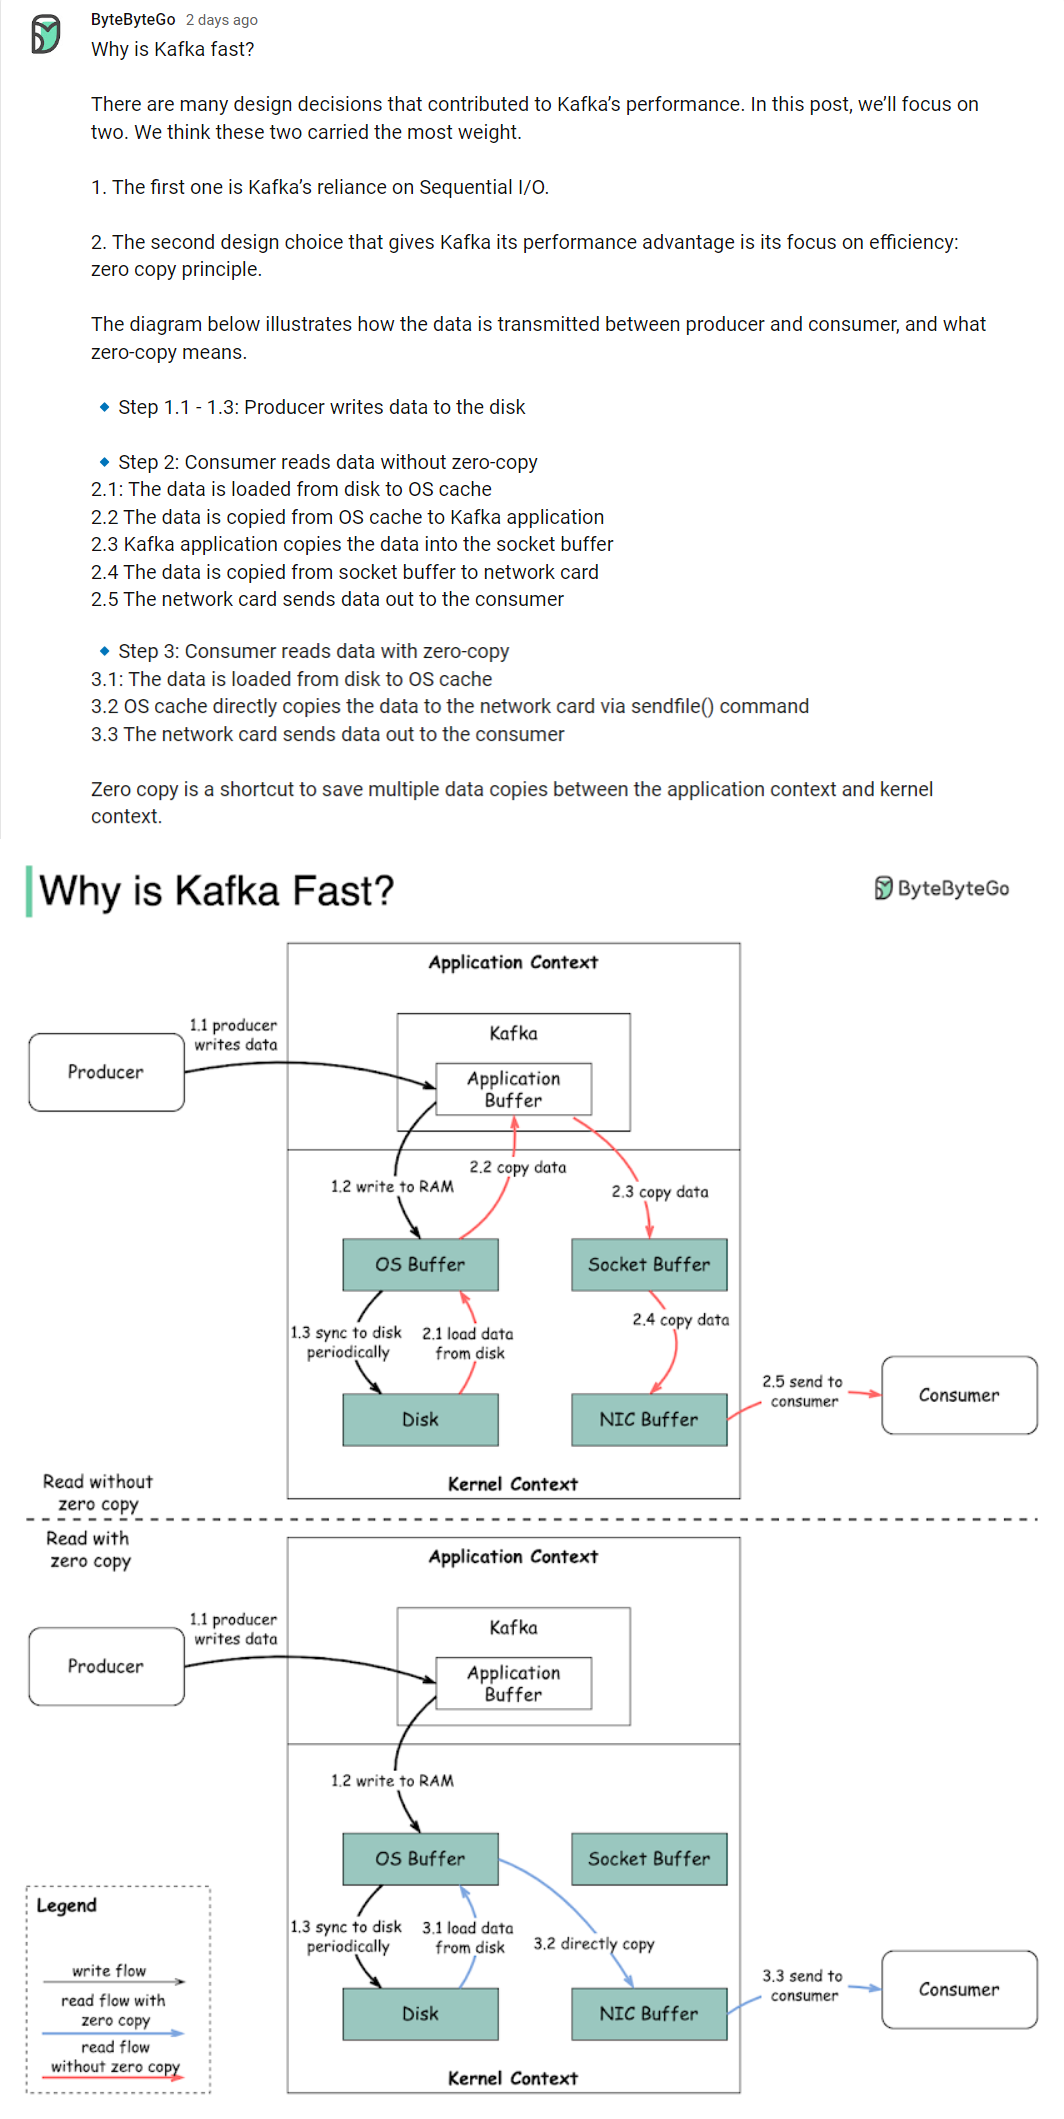 ByteByteGo 2 days ago
Why is Kafka fast?
There are many design decisions that contributed to Kafka’s performance. In this post, we’ll focus on
two. We think these two carried the most weight.
1. The first one is Kafka’s reliance on Sequential I/O.
2. The second design choice that gives Kafka its performance advantage is its focus on efficiency:
zero copy principle.
The diagram below illustrates how the data is transmitted between producer and consumer, and what
zero-copy means.
🔹 Step 1.1 - 1.3: Producer writes data to the disk
🔹 Step 2: Consumer reads data without zero-copy
2.1: The data is loaded from disk to OS cache
2.2 The data is copied from OS cache to Kafka application
2.3 Kafka application copies the data into the socket buffer
2.4 The data is copied from socket buffer to network card
2.5 The network card sends data out to the consumer
🔹 Step 3: Consumer reads data with zero-copy
3.1: The data is loaded from disk to OS cache
3.2 OS cache directly copies the data to the network card via sendfile() command
3.3 The network card sends data out to the consumer
Zero copy is a shortcut to save multiple data copies between the application context and kernel
context.
Why is Kafka Fast?
ByteByteGo
Application Context
1.1 producer
writes data
Kafka
Producer
Application
Buffer
2.2 copy data
1.2 write to RAM
2.3 copy data
OS Buffer
Socket Buffer
1.3 sync to disk
periodically
2.1 load data
from disk
2.4 copy data
2.5 send to
consumer
Consumer
Disk
NIC Buffer
Kernel Context
Read without
zero copy
Read with
zero copy
Application Context
1.1 producer
writes data
Kafka
Producer
Application
Buffer
1.2 write to RAM
OS Buffer
Socket Buffer
1.3 sync to disk
periodically
3.1 load data
from disk
3.2 directly copy
3.3 send to
consumer
Consumer
Disk
NIC Buffer
Kernel Context
Legend
write flow
read flow with
zero copy
read flow
without zero copy